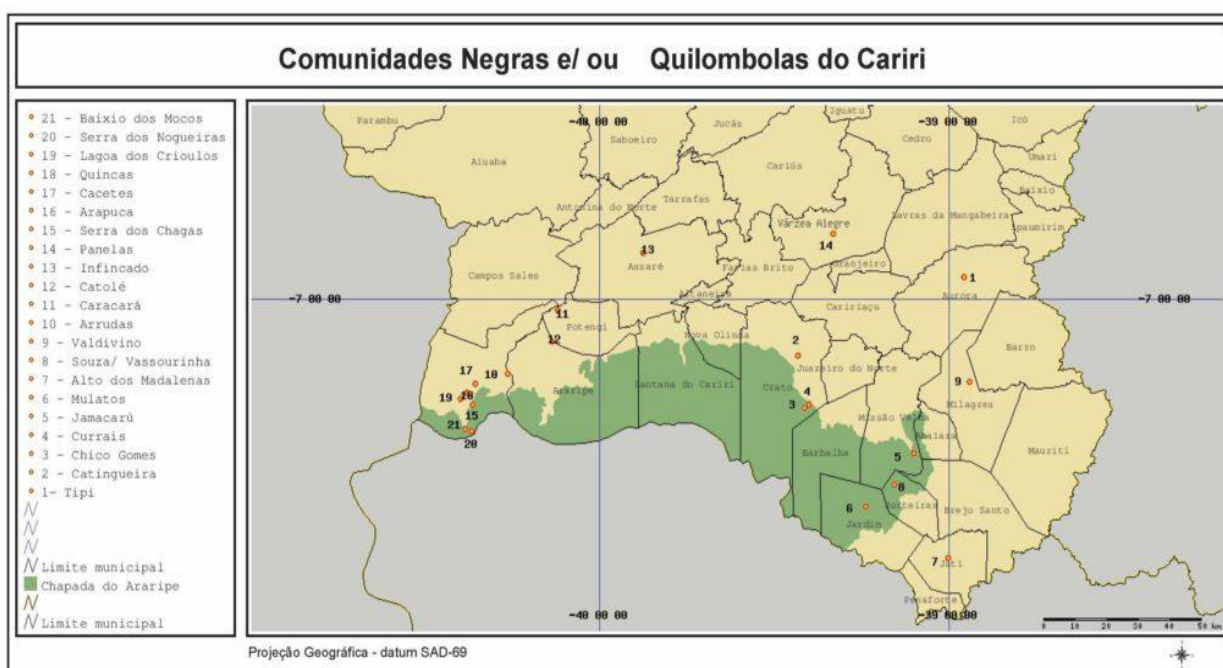 Comunidades Negras e/ ou Quilombolas do Cariri
21 - Baixio dos Mocos
20 - Serra dos Nogueiras
19 - Lagoa dos Crioulos
18 - Quincas
17 - Cacetes
16 - Arapuca
15 - Serra dos Chagas
14 - Panelas
13 - Infincado
12 - Catolé
11 - Caracará
10 - Arrudas
9 - Valdivino
8 - Souza/ Vassourinha
7 - Alto dos Madalenas
6 - Mulatos
5 - Jamacarú
4 - Currais
3 - Chico Gomes
2 - Catingueira
1- Tipi
Limite municipal
Chapada do Araripe
Limite municipal
-40 00 00
-39 00 00
Parambu
Saboeiro
Jucás
Iguatu
Cedro
Icó
Aiuaba
Cariús
Umari
Baixio
Tarrafas
Antonina do Norte
Lavras da Mangabeira
Ipaumirim
Várzea Alegre
14
13
Assaré
Farias Brito
Granjeiro
Campos Sales
1
Aurora
-7 00 00
Altaneira
Caririaçu
-7 00 00
11
Potengi
Nova Olinda
12
2
Juazeiro do Norte
Barro
17
10
Araripe
Santana do Cariri
Crato
9
Milagres
19
18
4
3
15
Missão Velha
21
20
Barbalha
5
Abaiara
Mauriti
8
Porteiras
6
Jardim
Brejo Santo
7
Jati
Penaforte
-40 00 00
-39 00 00
0 10 20 30 40 50 km
Projeção Geográfica - datum SAD-69